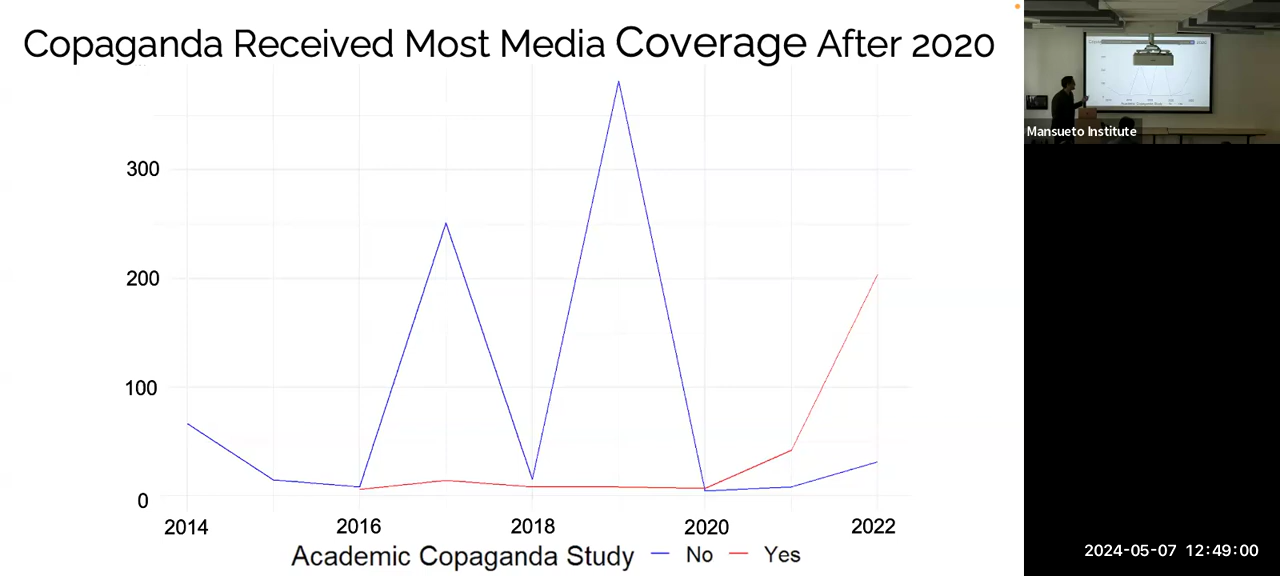 Copaganda Received Most Media Coverage After 2020
300
200
100
0
2014 2016 2018 2020 2022
Academic Copaganda Study No Yes
Mansueto Institute
2024-05-07 12:49:00